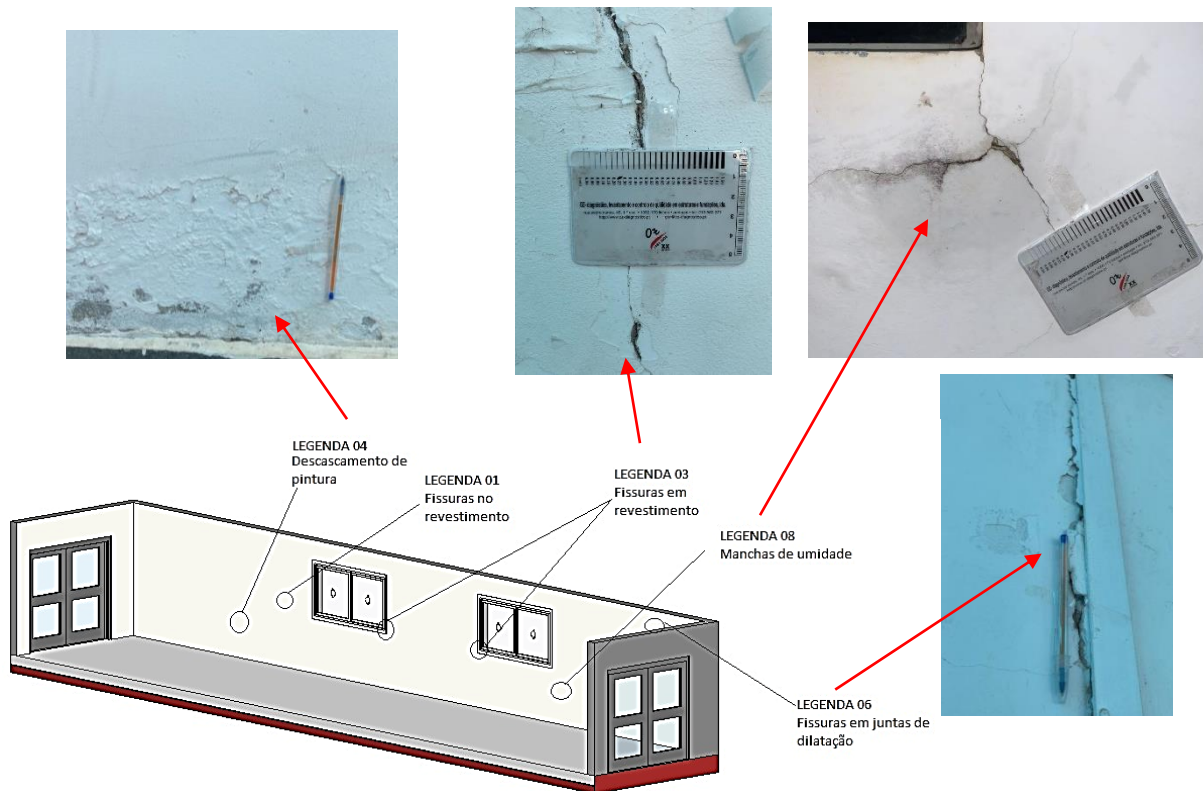 LEGENDA 04
Descascamento de
pintura
LEGENDA 01
Fissuras no
revestimento
LEGENDA 03
Fissuras em
revestimento
LEGENDA 08
Manchas de umidade
LEGENDA 06
Fissuras em juntas de
dilatação